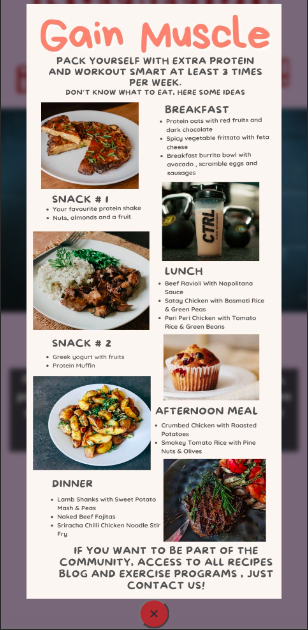 Gain Muscle
PACK YOURSELF WITH EXTRA PROTEIN
AND WORKOUT SMART AT LEAST 3 TIMES
PER WEEK.
DON'T KNOW WHAT TO EAT, HERE SOME IDEAS
BREAKFAST
Protein oats with red fruits and
dark chocolate
Spicy vegetable frittata with feta
cheese
Breakfast burrito bowl with
avocado , scramble eggs and
sausages
SNACK # 1
Your favourite protein shake
Nuts, almonds and a fruit
CTRL
LUNCH
Beef Ravioli With Napolitana
Sauce
Satay Chicken with Basmati Rice
& Green Peas
Peri Peri Chicken with Tomato
Rice & Green Beans
SNACK # 2
Greek yogurt with fruits
Protein Muffin
AFTERNOON MEAL
Crumbed Chicken with Roasted
Potatoes
Smokey Tomato Rice with Pine
Nuts & Olives
DINNER
Lamb Shanks with Sweet Potato
Mash & Peas
Naked Beef Fajitas
Sriracha Chilli Chicken Noodle Stir
Fry
IF YOU WANT TO BE PART OF THE
COMMUNITY, ACCESS TO ALL RECIPES
BLOG AND EXERCISE PROGRAMS , JUST
CONTACT US!